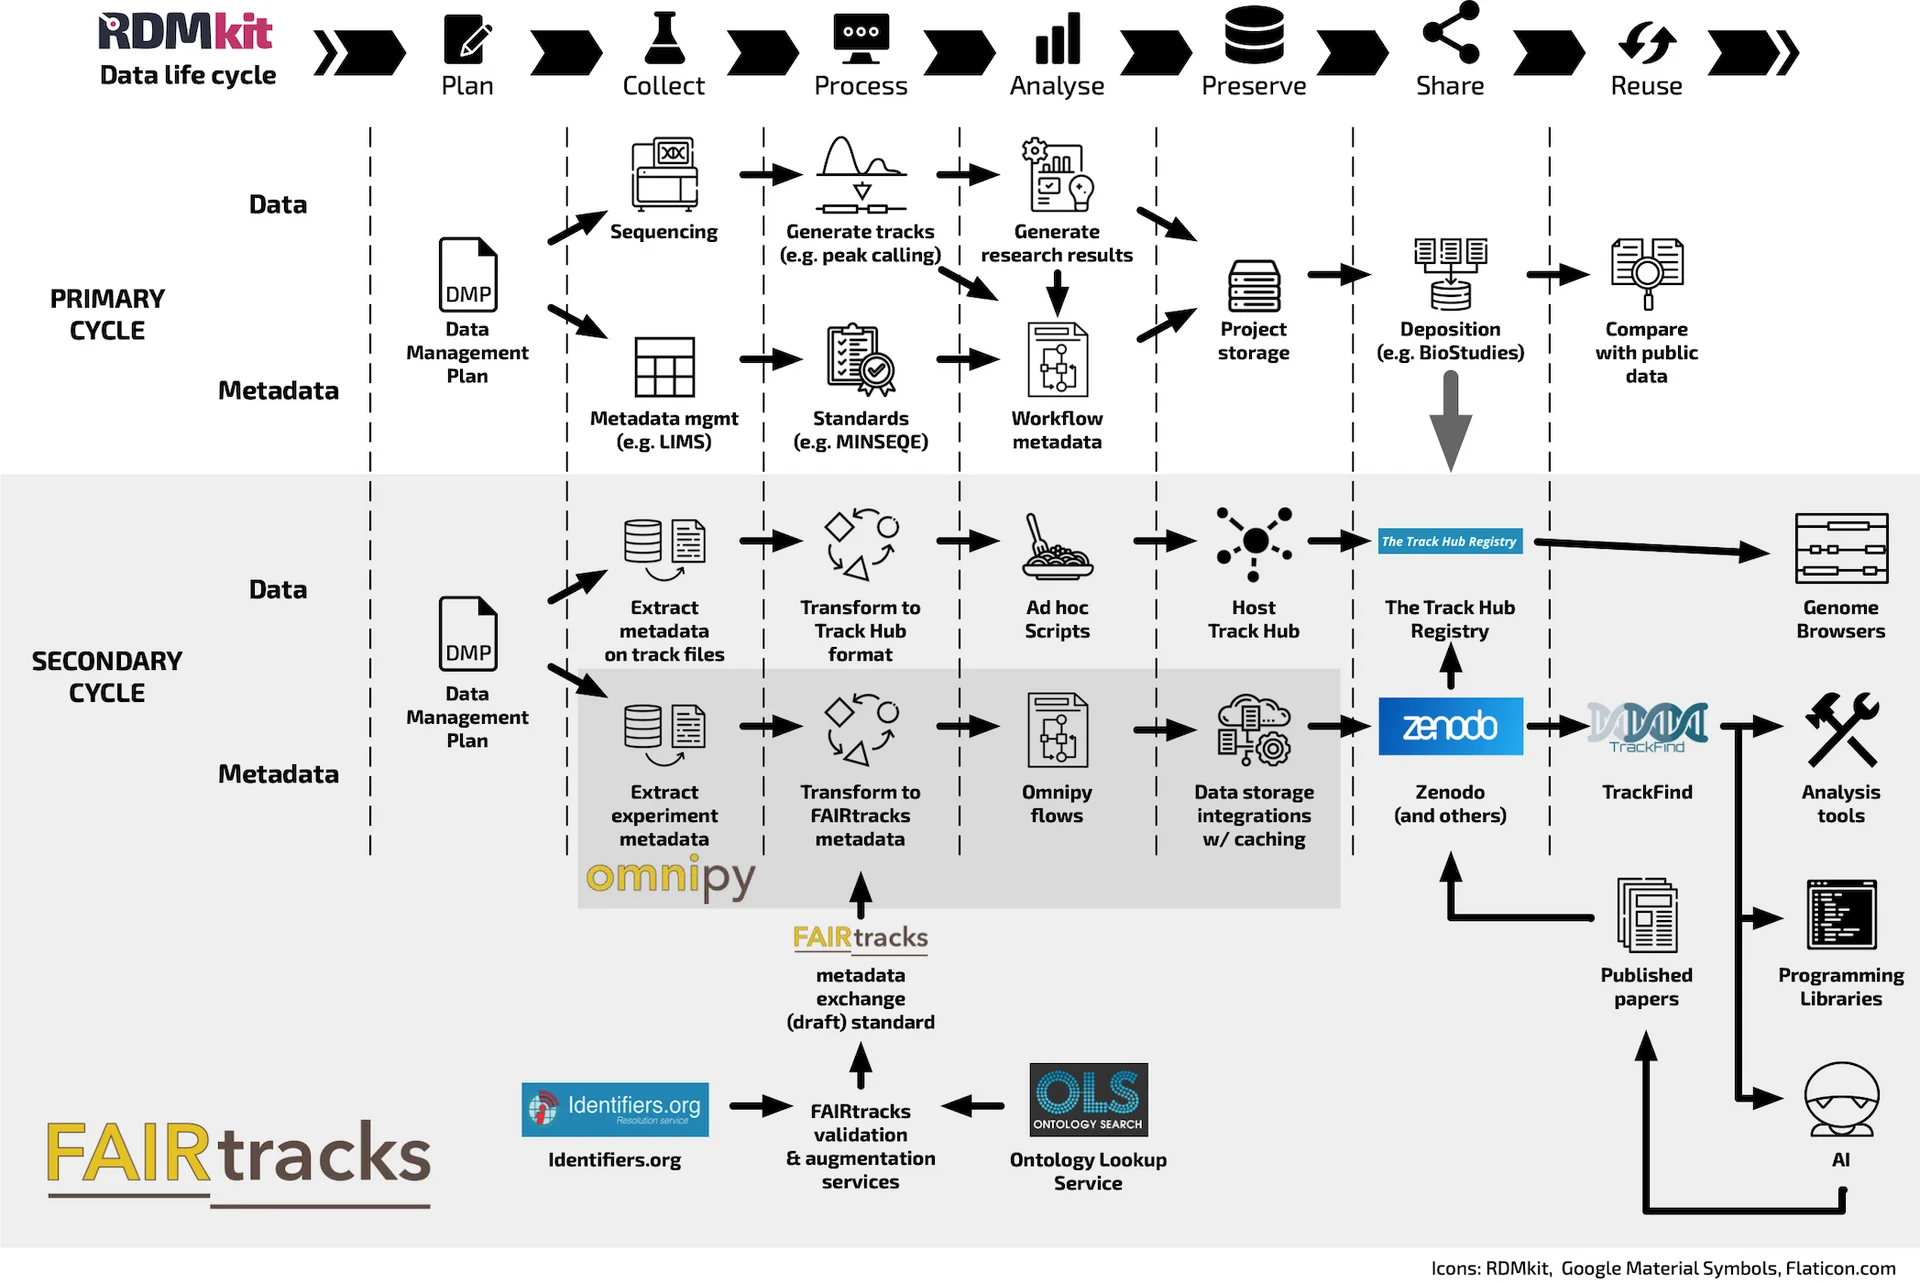 RDMkit
Data life cycle
Plan
Collect
Process
Analyse
Preserve
Share
Reuse
PRIMARY
CYCLE
Data
Metadata
DMP
Data
Management
Plan
Sequencing
Generate tracks
(e.g. peak calling)
Generate
research results
Metadata mgmt
(e.g. LIMS)
Standards
(e.g. MINSEQE)
Workflow
metadata
Project
storage
Deposition
(e.g. BioStudies)
Compare
with public
data
SECONDARY
CYCLE
Data
Metadata
DMP
Data
Management
Plan
Extract
metadata
on track files
Transform to
Track Hub
format
Ad hoc
Scripts
Host
Track Hub
The Track Hub Registry
The Track Hub
Registry
Genome
Browsers
Extract
experiment
metadata
Transform to
FAIRtracks
metadata
Omnipy
flows
Data storage
integrations
w/ caching
zenodo
Zenodo
(and others)
TrackFind
TrackFind
Analysis
tools
omnipy
FAIRtracks
metadata
exchange
(draft) standard
Published
papers
Programming
Libraries
Identifiers.org
Resolution service
Identifiers.org
FAIRtracks
validation
& augmentation
services
OLS
ONTOLOGY SEARCH
Ontology Lookup
Service
AI
FAIRtracks
Icons: RDMkit, Google Material Symbols, Flaticon.com